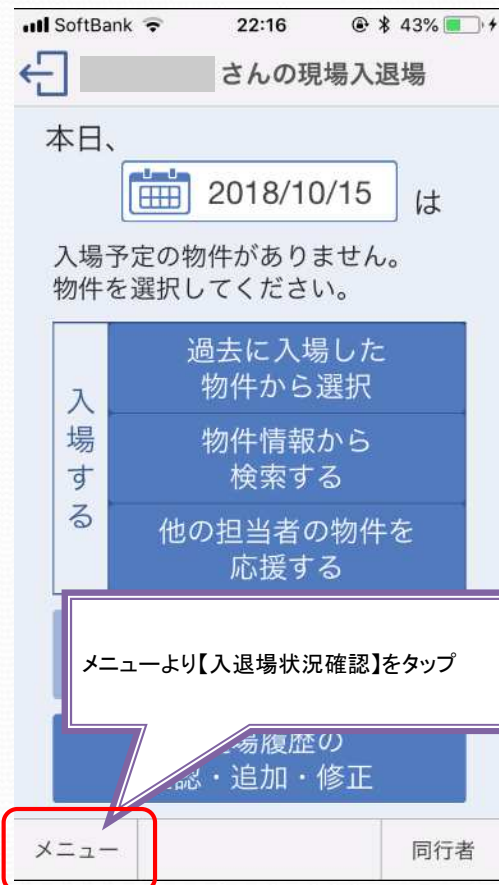 SoftBank 22:16 43%
さんの現場入退場
本日、
2018/10/15 は
入場予定の物件がありません。
物件を選択してください。
入場する
過去に入場した
物件から選択
物件情報から
検索する
他の担当者の物件を
応援する
メニューより【入退場状況確認】をタップ
場履歴の
認・追加・修正
メニュー
同行者